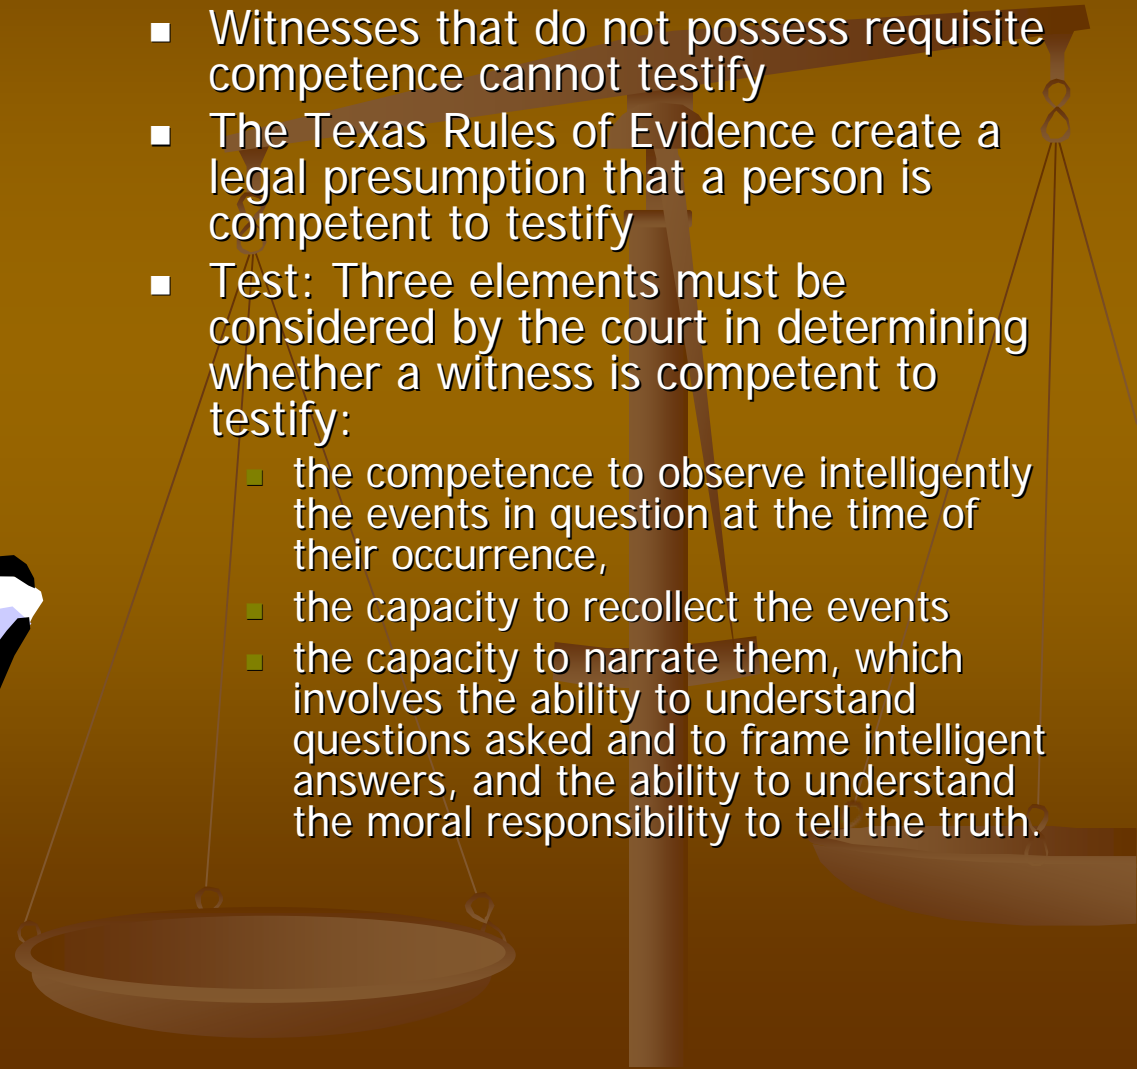 Witnesses that do not possess requisite
competence cannot testify
The Texas Rules of Evidence create a
legal presumption that a person is
competent to testify
Test: Three elements must be
considered by the court in determining
whether a witness is competent to
testify:
the competence to observe intelligently
the events in question at the time of
their occurrence,
the capacity to recollect the events
the capacity to narrate them, which
involves the ability to understand
questions asked and to frame intelligent
answers, and the ability to understand
the moral responsibility to tell the truth.